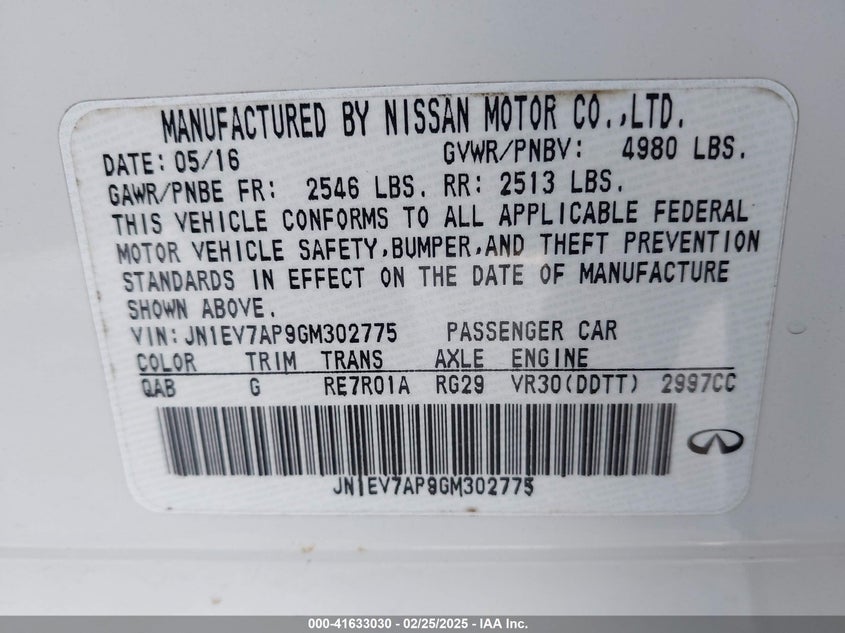 MANUFACTURED BY NISSAN MOTOR CO.,LTD.
DATE: 05/16 GVWR/PNBV: 4980 LBS.
GAWR/PNBE FR: 2546 LBS. RR: 2513 LBS.
THIS VEHICLE CONFORMS TO ALL APPLICABLE FEDERAL
MOTOR VEHICLE SAFETY,BUMPER,AND THEFT PREVENTION
STANDARDS IN EFFECT ON THE DATE OF MANUFACTURE
SHOWN ABOVE.
VIN: JN1EV7AP9GM302775 PASSENGER CAR
COLOR TRIM TRANS AXLE ENGINE
QAB G RE7R01A RG29 VR30(DDTT) 2997CC
JN1EV7AP9GM302775
000-41633030 - 02/25/2025 - IAA Inc.